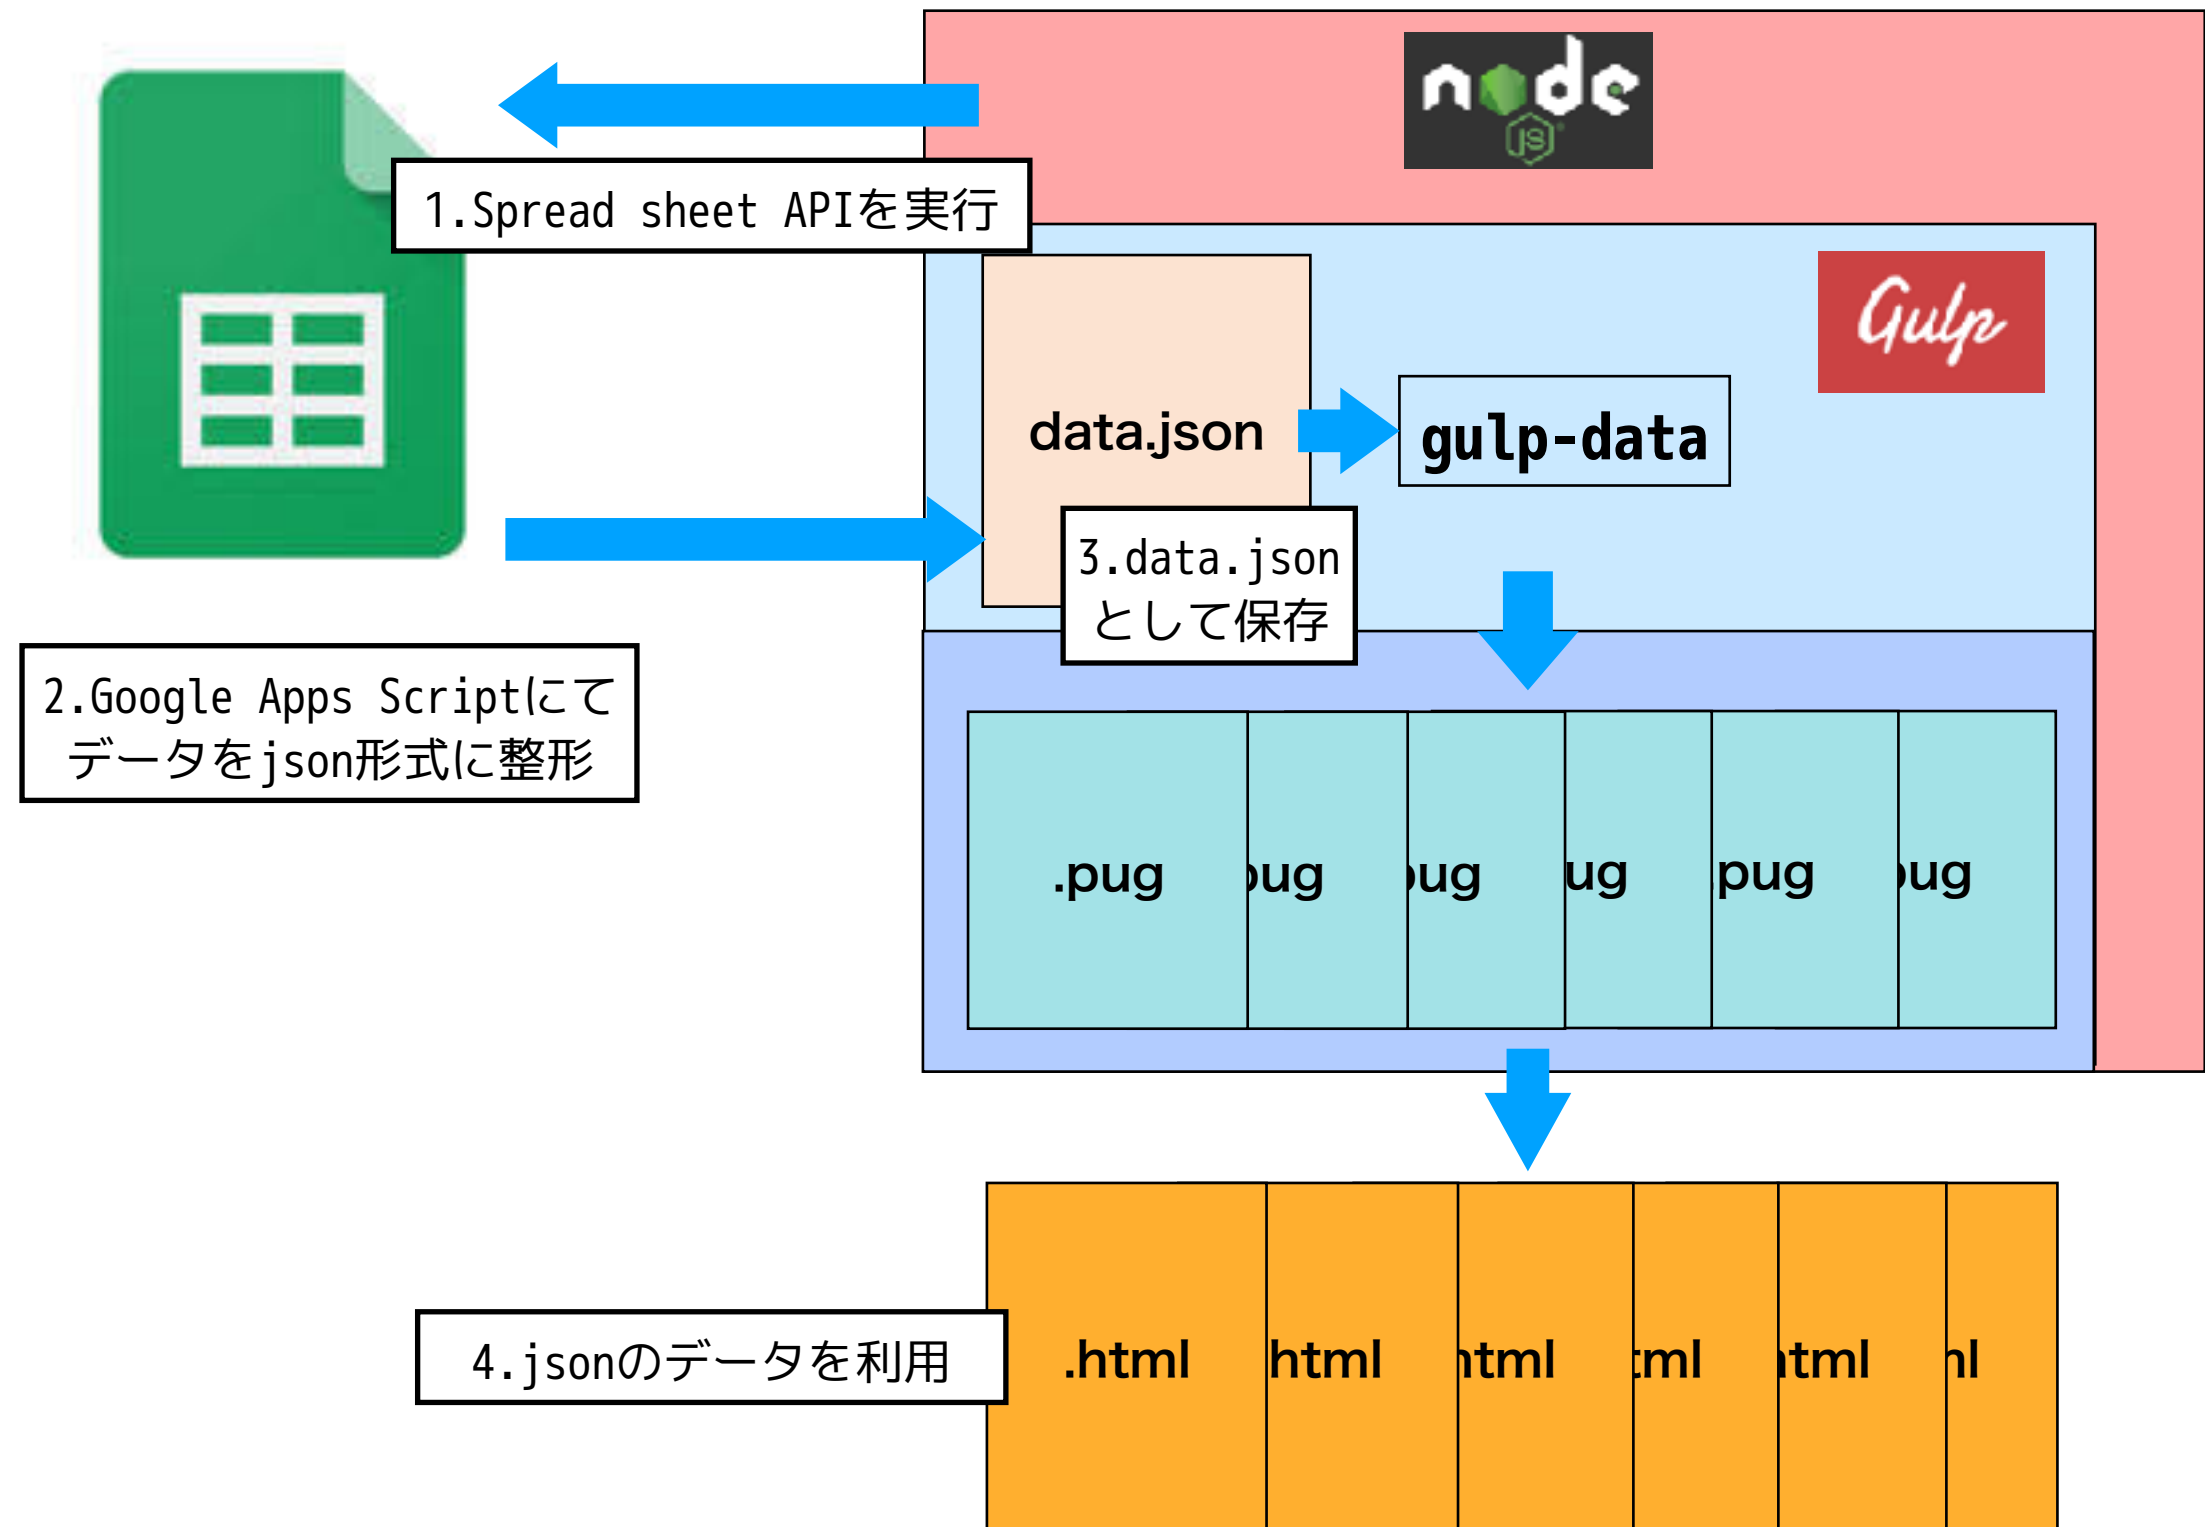 node
JS
1.Spread sheet APIを実行
Gulp
data.json
gulp-data
3.data.json
として保存
2.Google Apps Scriptにて
データをjson形式に整形
.pug
pug
pug
ug
.pug
pug
4.jsonのデータを利用
.html
html
html
tml
html
ml